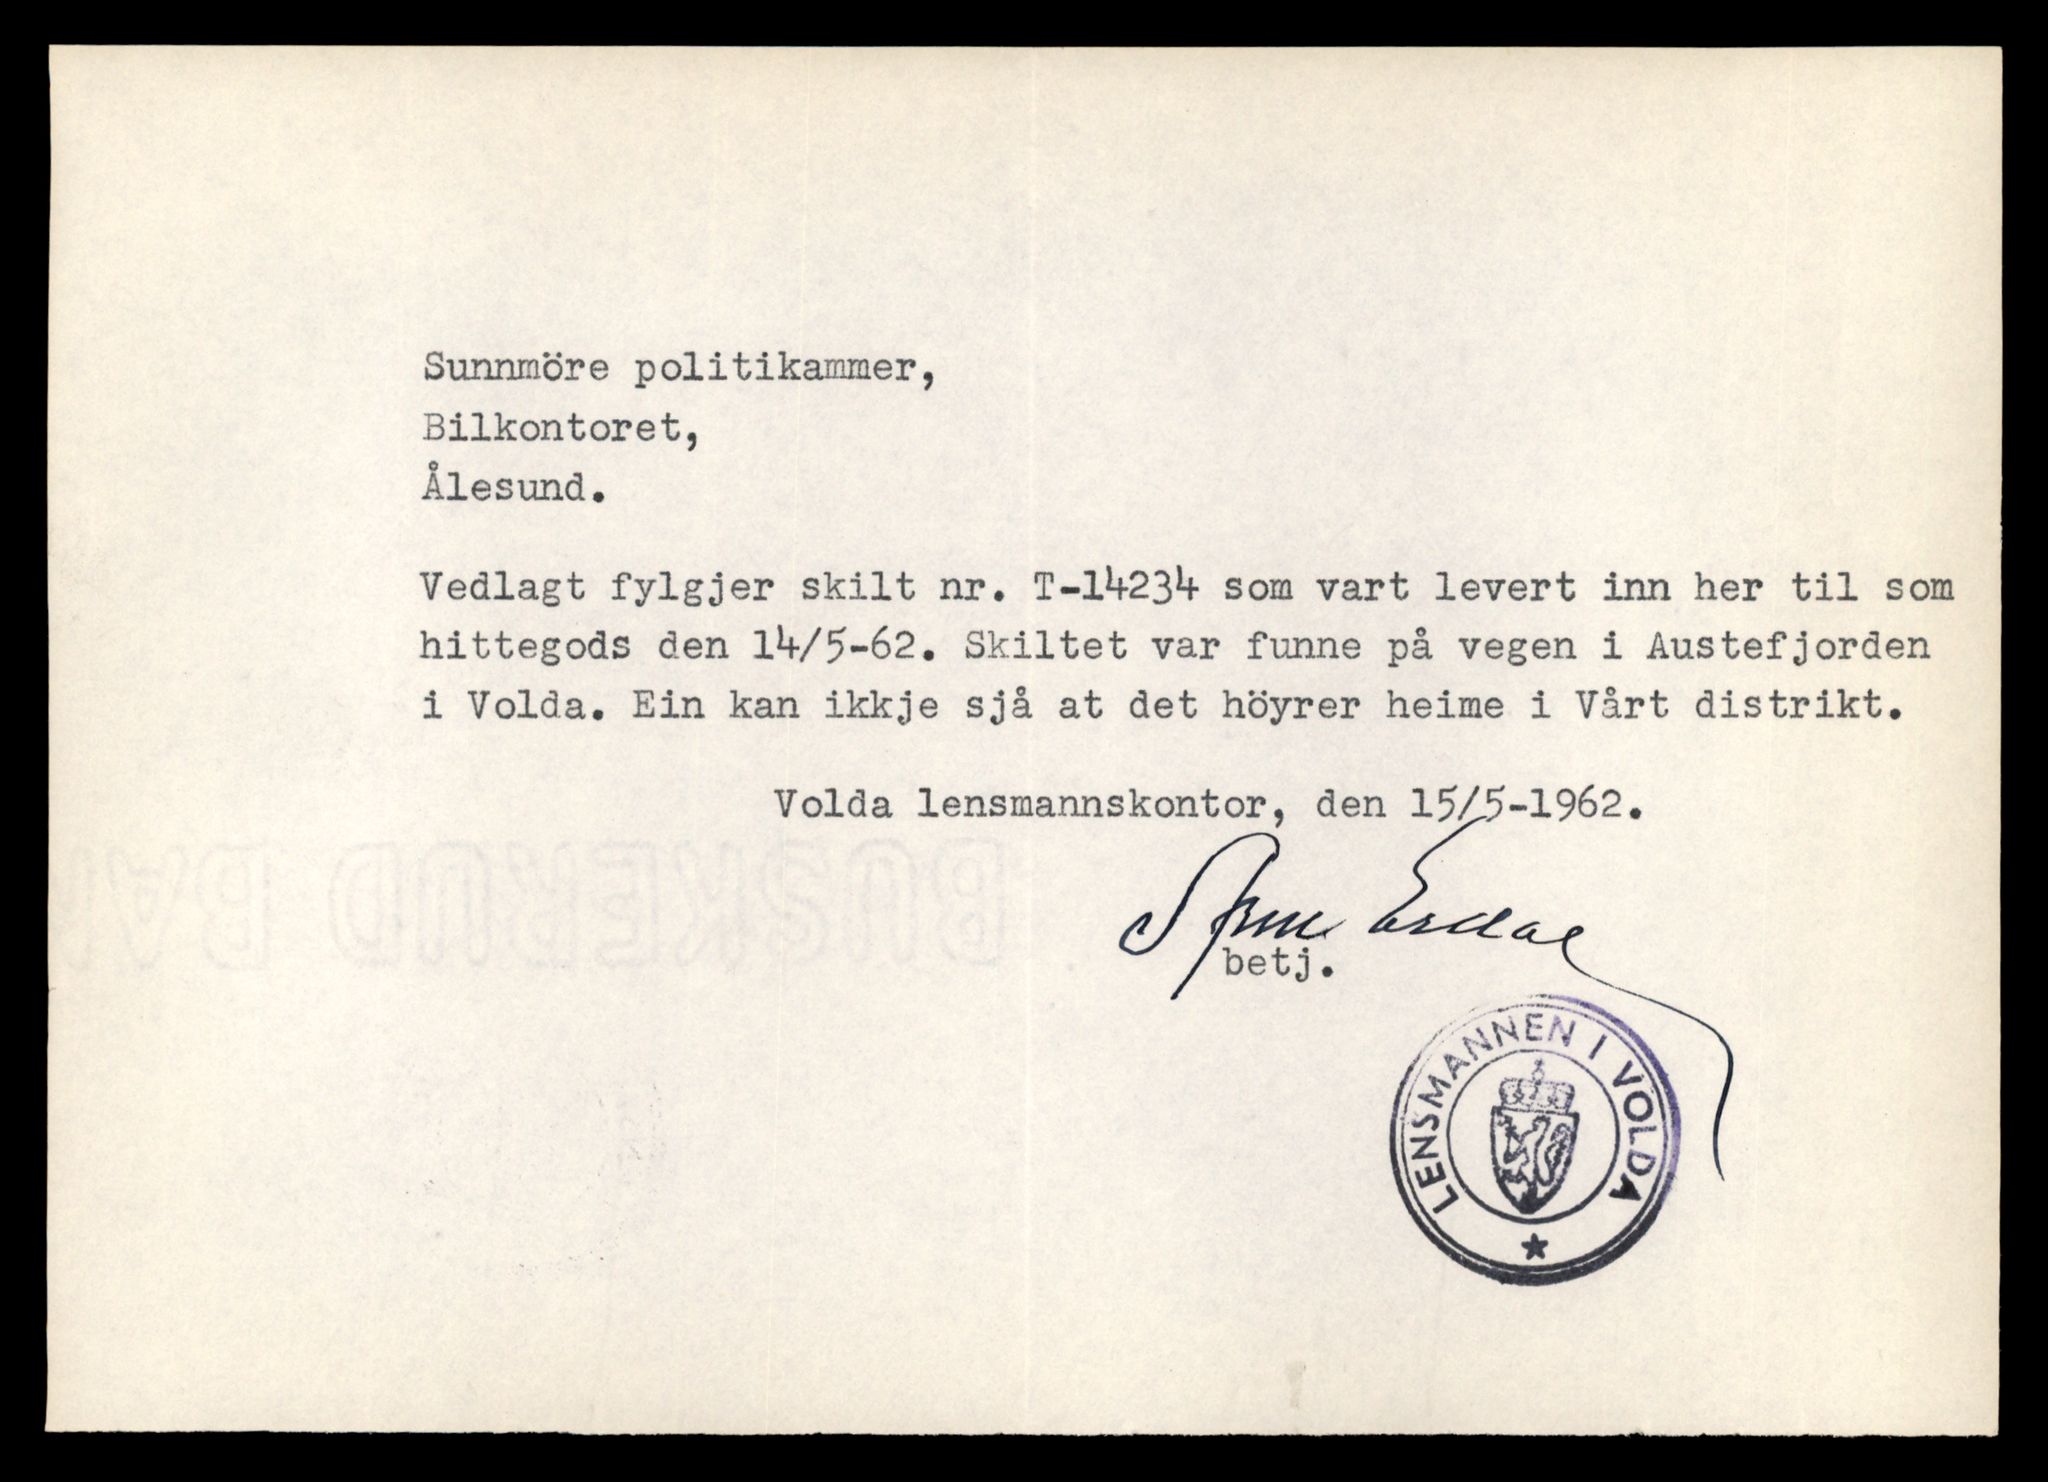 Sunnmöre politikammer,
Bilkontoret,
Ålesund.
Vedlagt fylgjer skilt nr. T-14234 som vart levert inn her til som
hittegods den 14/5-62. Skiltet var funne på vegen i Austefjorden
i Volda. Ein kan ikkje sjå at det höyrer heime i Vårt distrikt.
Volda lensmannskontor, den 15/5-1962.
betj.
LENSMANNEN I VOLDA
BUSKERUD